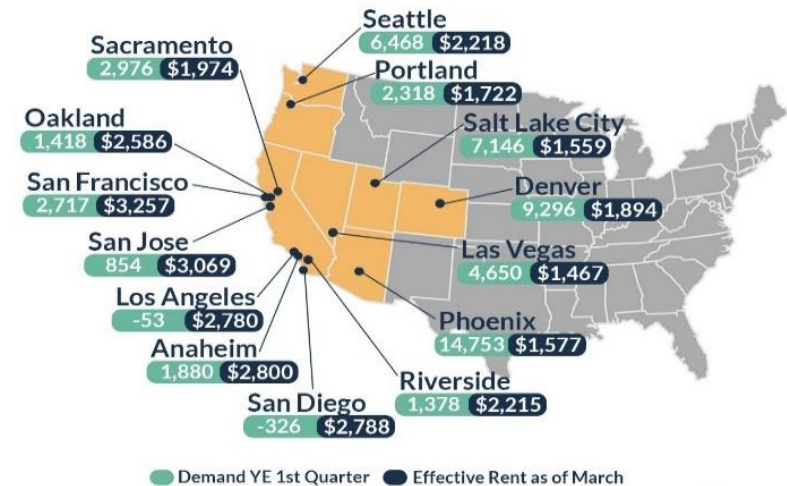 Seattle
6,468 $2,218
Sacramento
2,976 $1,974
Portland
2,318 $1,722
Oakland
1,418 $2,586
Salt Lake City
7,146 $1,559
San Francisco
2,717 $3,257
Denver
9,296 $1,894
San Jose
854 $3,069
Las Vegas
4,650 $1,467
Los Angeles
-53 $2,780
Phoenix
14,753 $1,577
Anaheim
1,880 $2,800
Riverside
1,378 $2,215
San Diego
-326 $2,788
Demand YE 1st Quarter Effective Rent as of March